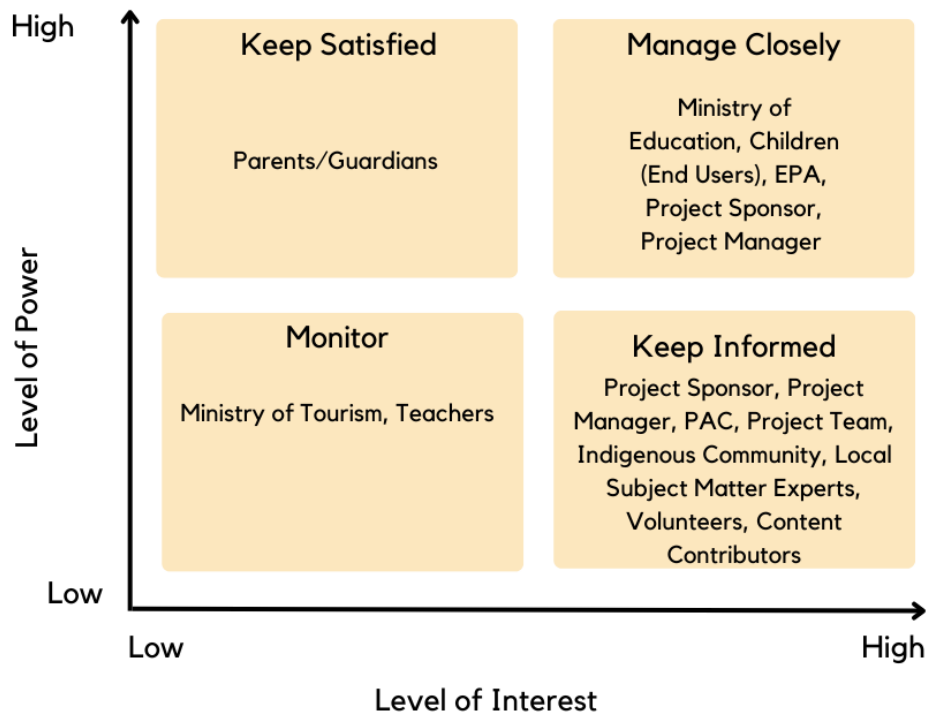 High
Keep Satisfied
Parents/Guardians
Manage Closely
Ministry of
Education, Children
(End Users), EPA,
Project Sponsor,
Project Manager
Level of Power
Monitor
Ministry of Tourism, Teachers
Keep Informed
Project Sponsor, Project
Manager, PAC, Project Team,
Indigenous Community, Local
Subject Matter Experts,
Volunteers, Content
Contributors
Low
Low
High
Level of Interest